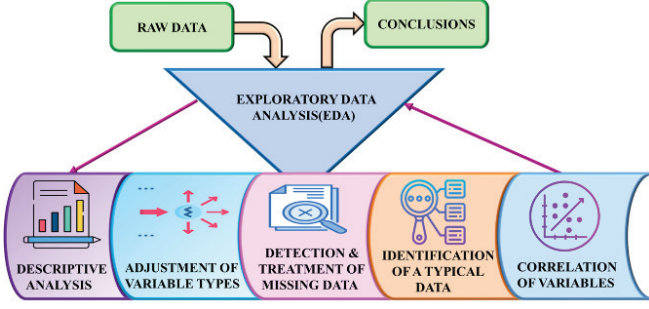 RAW DATA
CONCLUSIONS
EXPLORATORY DATA
ANALYSIS(EDA)
DESCRIPTIVE
ANALYSIS
ADJUSTMENT OF
VARIABLE TYPES
DETECTION &
TREATMENT OF
MISSING DATA
IDENTIFICATION
OF A TYPICAL
DATA
CORRELATION
OF VARIABLES